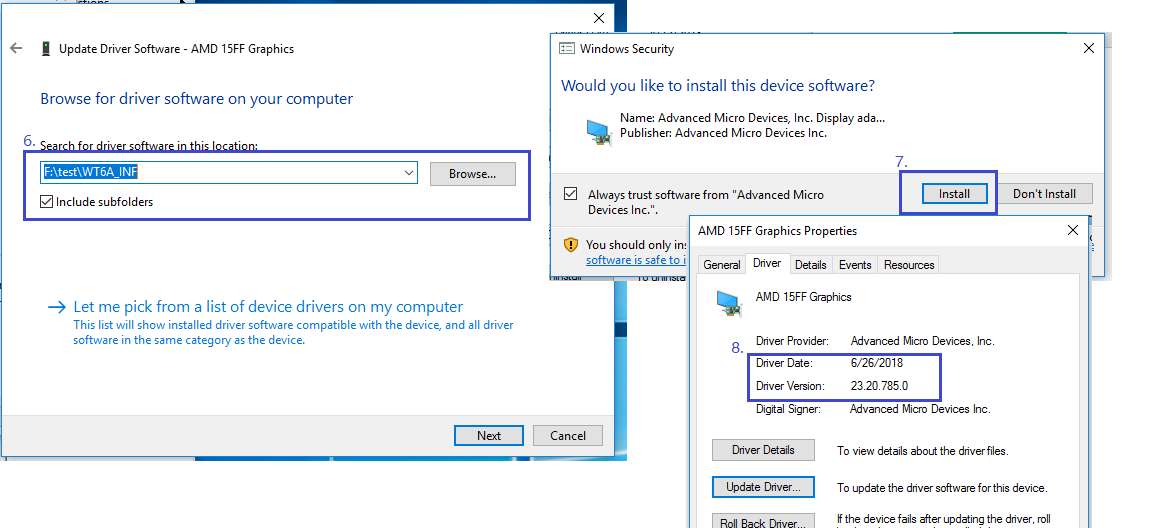 Update Driver Software - AMD 15FF Graphics
Browse for driver software on your computer
6.
Search for driver software in this location:
F:\test\WT6A_INF
Browse...
Include subfolders
Let me pick from a list of device drivers on my computer
This list will show installed driver software compatible with the device, and all driver
software in the same category as the device.
Next
Cancel
Windows Security
Would you like to install this device software?
Name: Advanced Micro Devices, Inc. Display ada...
Publisher: Advanced Micro Devices Inc.
7.
Always trust software from "Advanced Micro
Devices Inc.".
Install
Don't Install
You should only ins
software is safe to i
AMD 15FF Graphics Properties
General
Driver
Details
Events
Resources
AMD 15FF Graphics
8.
Driver Provider: Advanced Micro Devices, Inc.
Driver Date: 6/26/2018
Driver Version: 23.20.785.0
Digital Signer: Advanced Micro Devices Inc.
Driver Details
To view details about the driver files.
Update Driver...
To update the driver software for this device.
Roll Back Driver...
If the device fails after updating the driver, roll